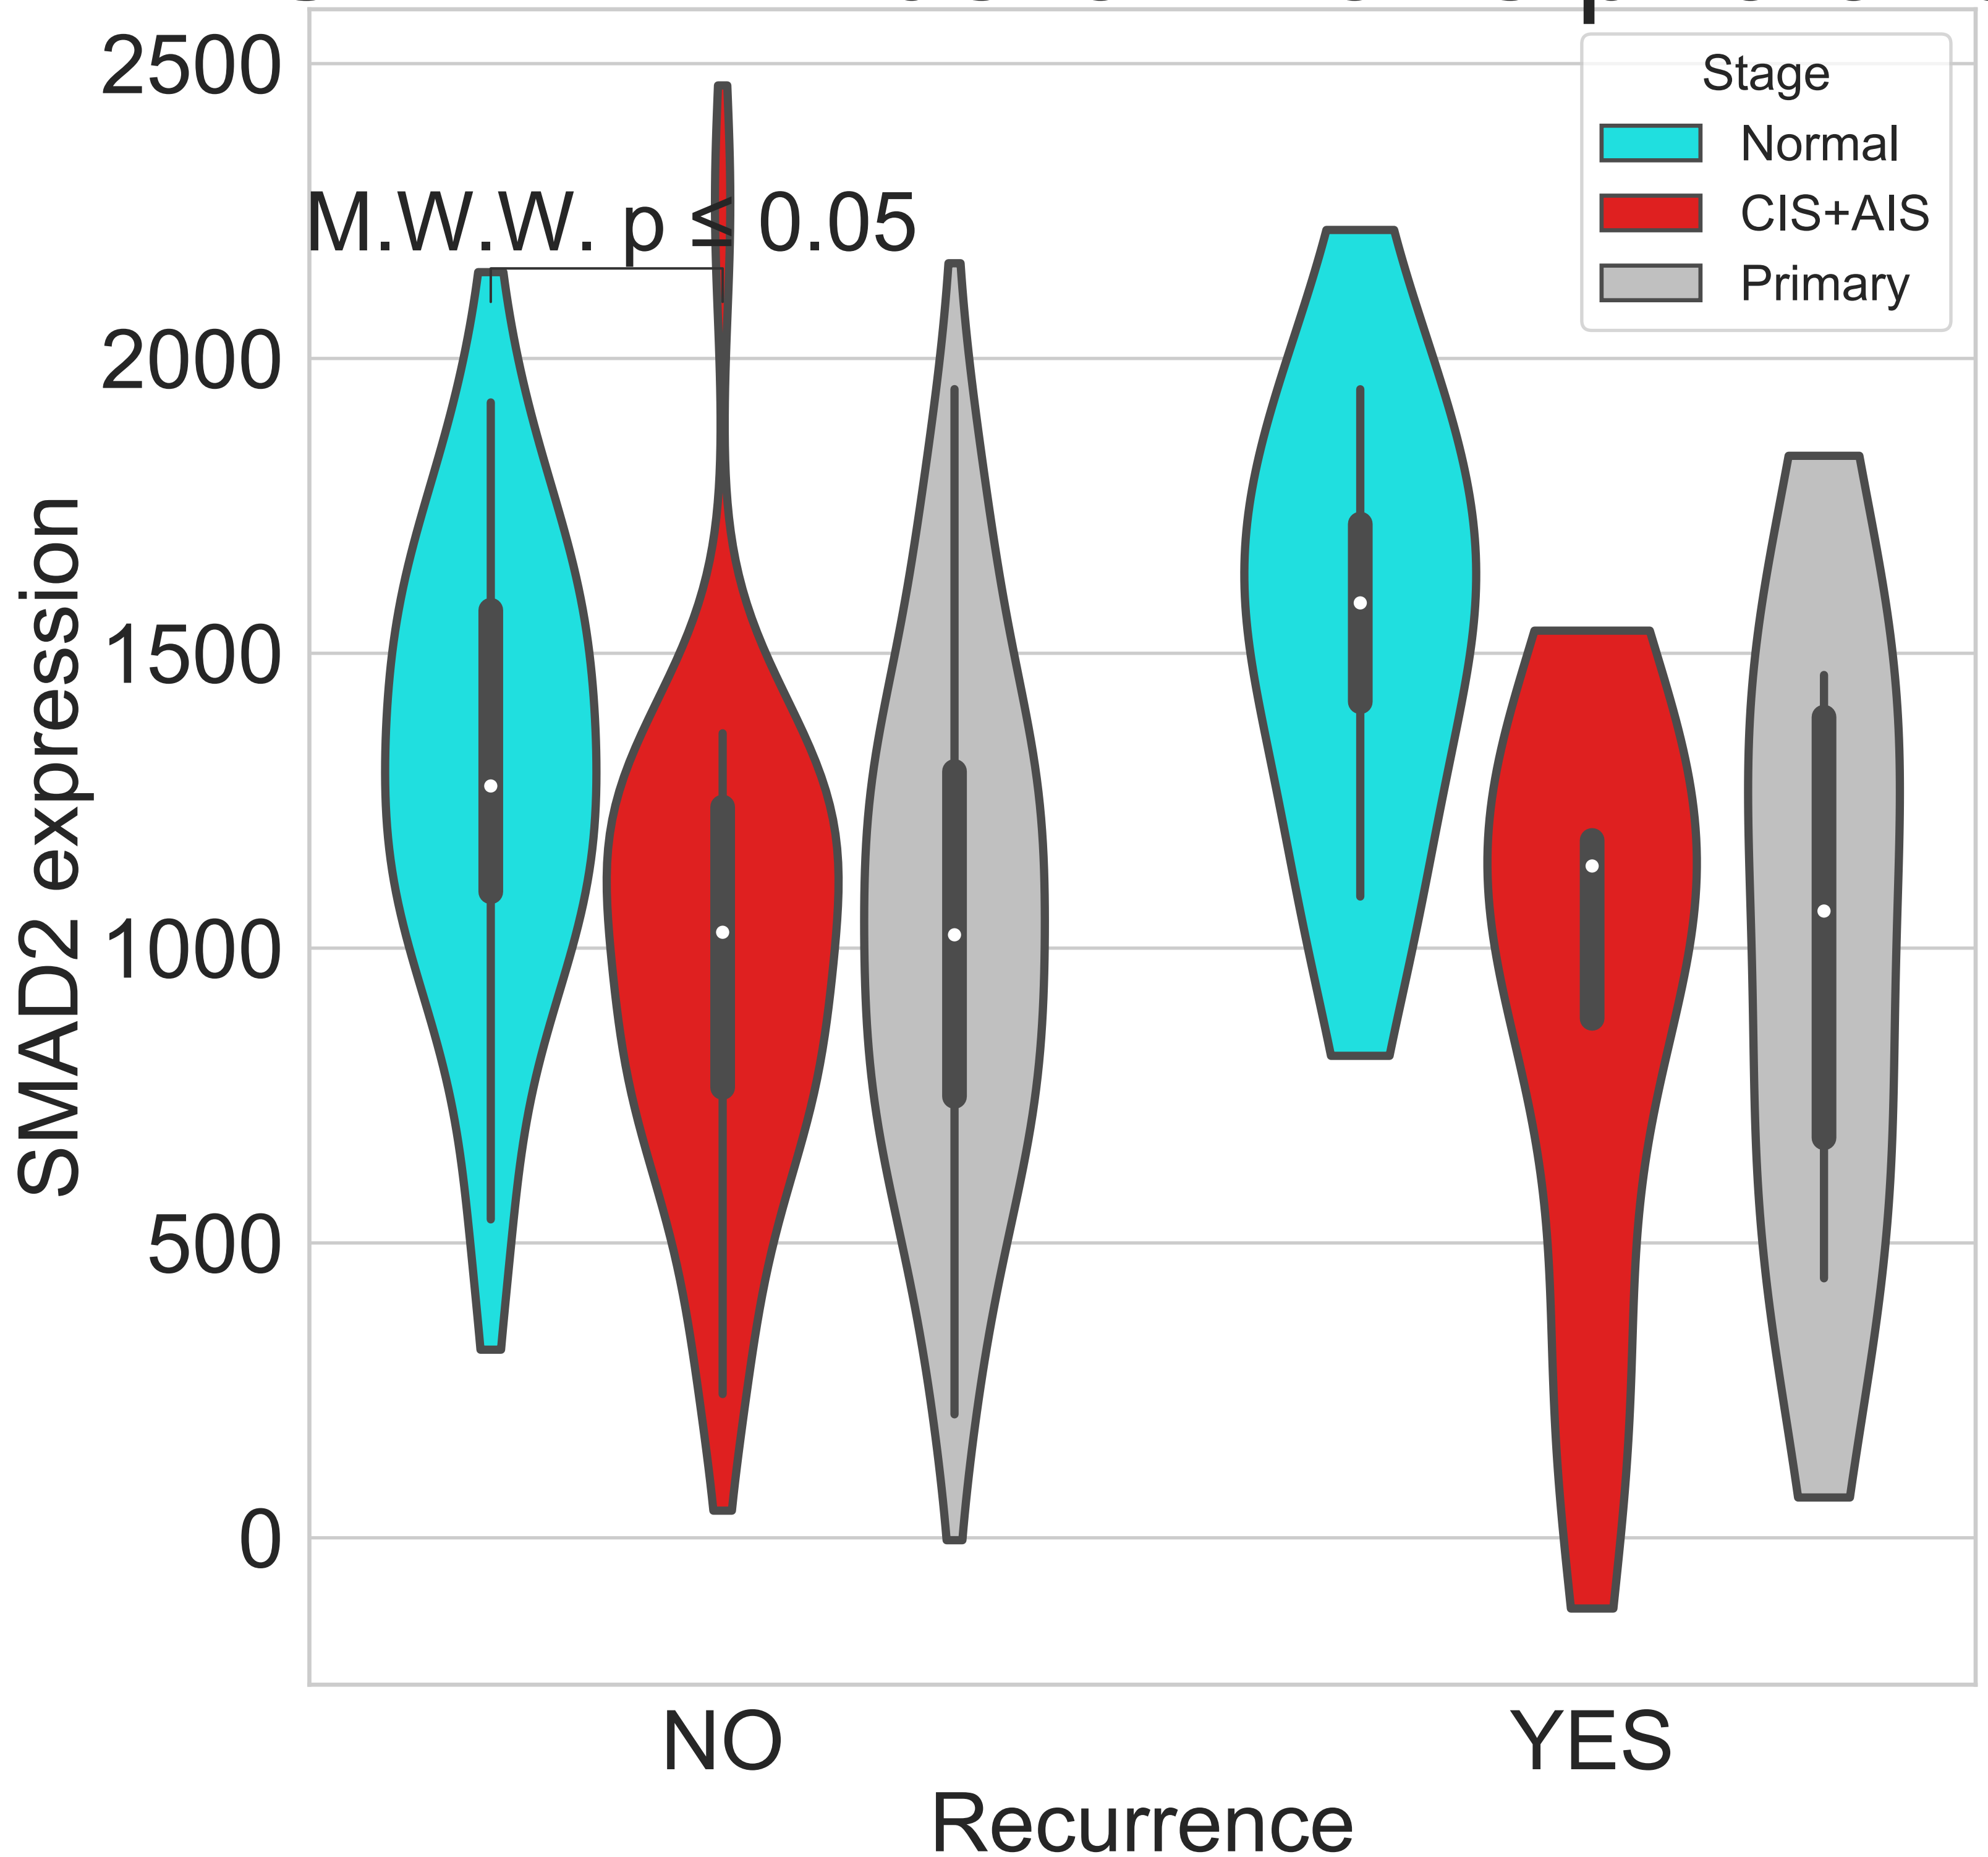 2500
2000
1500
1000
500
0
SMAD2 expression
M.W.W. p ≤ 0.05
Stage
Normal
CIS+AIS
Primary
NO
YES
Recurrence